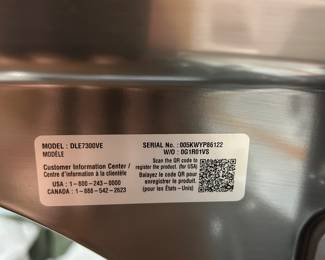 MODEL : DLE7300VE
MODÈLE
Customer Information Center /
Centre d'information à la clientèle
USA : 1-800-243-0000
CANADA : 1-888-542-2623
SERIAL No. : 005KWYP86122
W/O : 0G1R01VS
Scan the QR code to
register the product. (for US)
Balayez le code QR
pour enregistrer
le produit.
(pour les États-Unis)